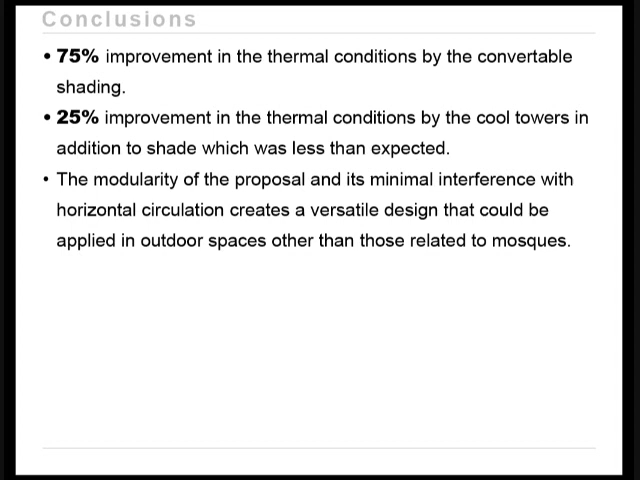 Conclusions
• 75% improvement in the thermal conditions by the convertable
shading.
• 25% improvement in the thermal conditions by the cool towers in
addition to shade which was less than expected.
• The modularity of the proposal and its minimal interference with
horizontal circulation creates a versatile design that could be
applied in outdoor spaces other than those related to mosques.